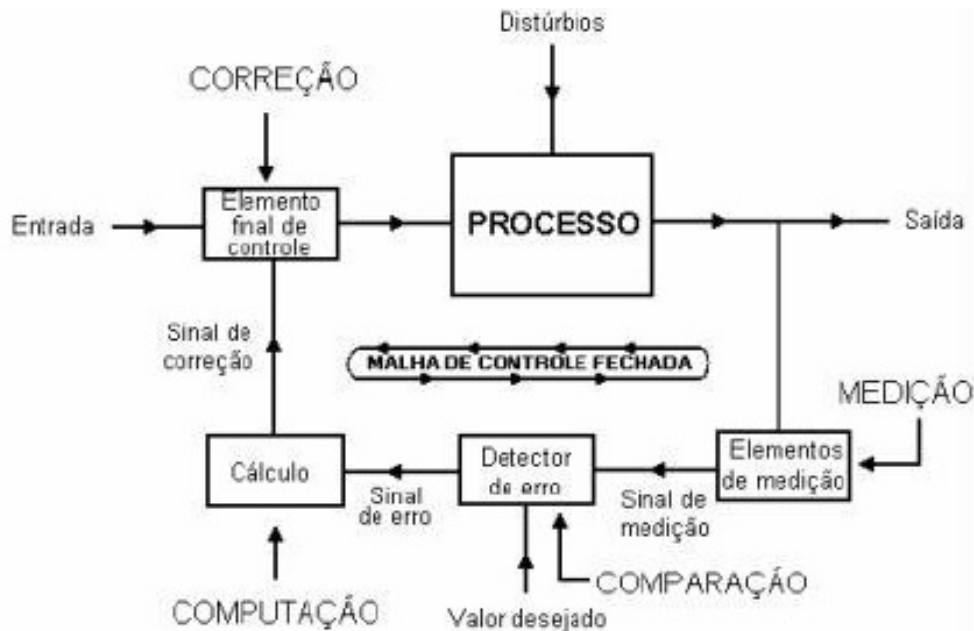 Distúrbios
CORREÇÃO
Elemento
final de
controle
PROCESSO
Entrada
Saída
Sinal de
correção
MALHA DE CONTROLE FECHADA
MEDIÇÃO
Cálculo
Detector
de erro
Elementos
de medição
Sinal
de erro
Sinal de
medição
COMPARAÇÃO
COMPUTAÇÃO
Valor desejado